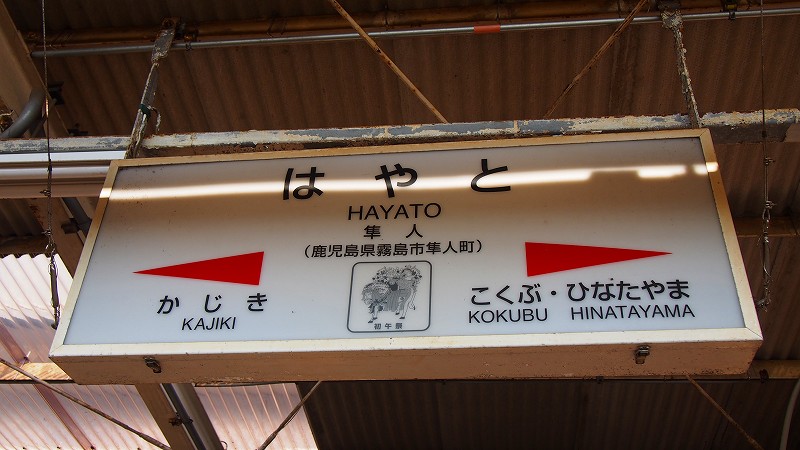 はやと
HAYATO
隼人
(鹿児島県霧島市隼人町)
かじき
KAJIKI
初午祭
こくぶ・ひなたやま
KOKUBU HINATAYAMA